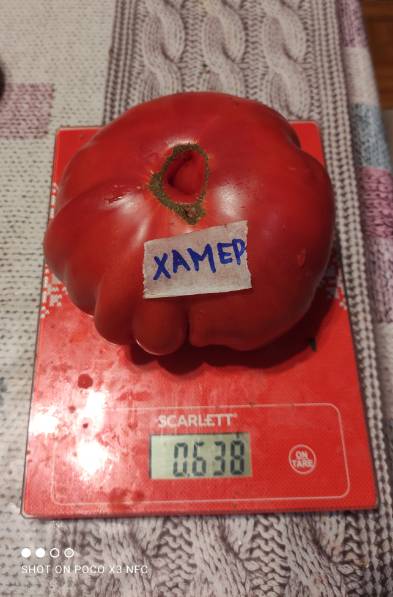 ХАМЕР
SCARLETT
0.638
ON
TARE
SHOT ON POCO X3 NFC